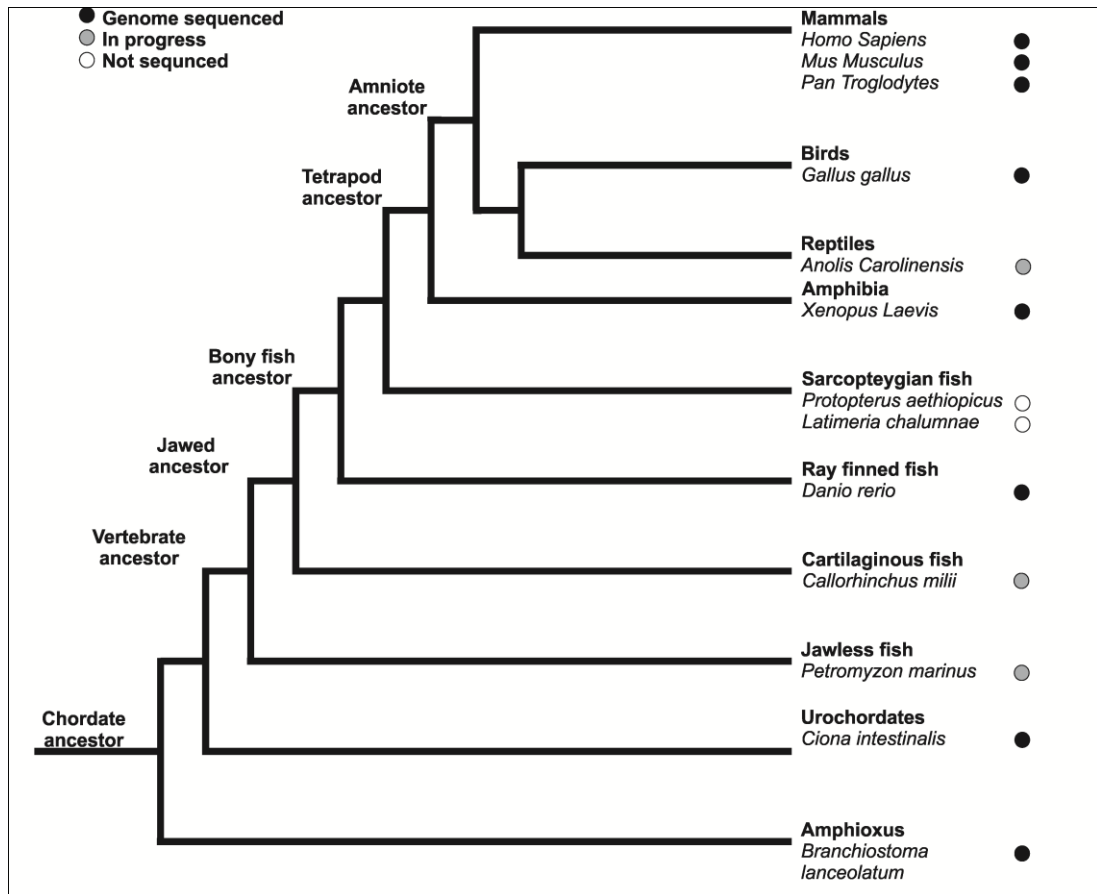 Genome sequenced
In progress
Not sequnced
Mammals
Homo Sapiens
Mus Musculus
Pan Troglodytes
Amniote
ancestor
Birds
Gallus gallus
Tetrapod
ancestor
Reptiles
Anolis Carolinensis
Amphibia
Xenopus Laevis
Bony fish
ancestor
Sarcopteygian fish
Protopterus aethiopicus
Latimeria chalumnae
Jawed
ancestor
Ray finned fish
Danio rerio
Vertebrate
ancestor
Cartilaginous fish
Callorhinchus milii
Jawless fish
Petromyzon marinus
Chordate
ancestor
Urochordates
Ciona intestinalis
Amphioxus
Branchiostoma
lanceolatum